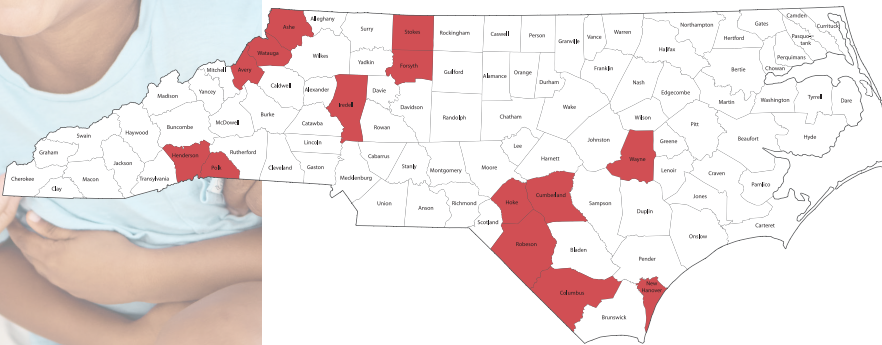 Ashe
Alleghany
Surry
Stokes
Rockingham
Caswell
Person
Granville
Vance
Warren
Northampton
Gates
Camden
Currituck
Pasquo-
tank
Perquimans
Chowan
Hertford
Halifax
Bertie
Watauga
Wilkes
Yadkin
Forsyth
Guilford
Alamance
Orange
Durham
Franklin
Nash
Edgecombe
Martin
Washington
Tyrrell
Dare
Avery
Mitchell
Caldwell
Alexander
Iredell
Davie
Davidson
Randolph
Chatham
Wake
Wilson
Pitt
Beaufort
Hyde
Madison
Yancey
McDowell
Burke
Catawba
Rowan
Johnston
Wayne
Greene
Lenoir
Craven
Pamlico
Swain
Haywood
Buncombe
Graham
Cherokee
Clay
Macon
Jackson
Transylvania
Henderson
Polk
Rutherford
Cleveland
Lincoln
Gaston
Mecklenburg
Cabarrus
Stanly
Montgomery
Moore
Lee
Harnett
Union
Anson
Richmond
Scotland
Hoke
Cumberland
Sampson
Duplin
Jones
Carteret
Onslow
Robeson
Bladen
Pender
Columbus
New
Hanover
Brunswick